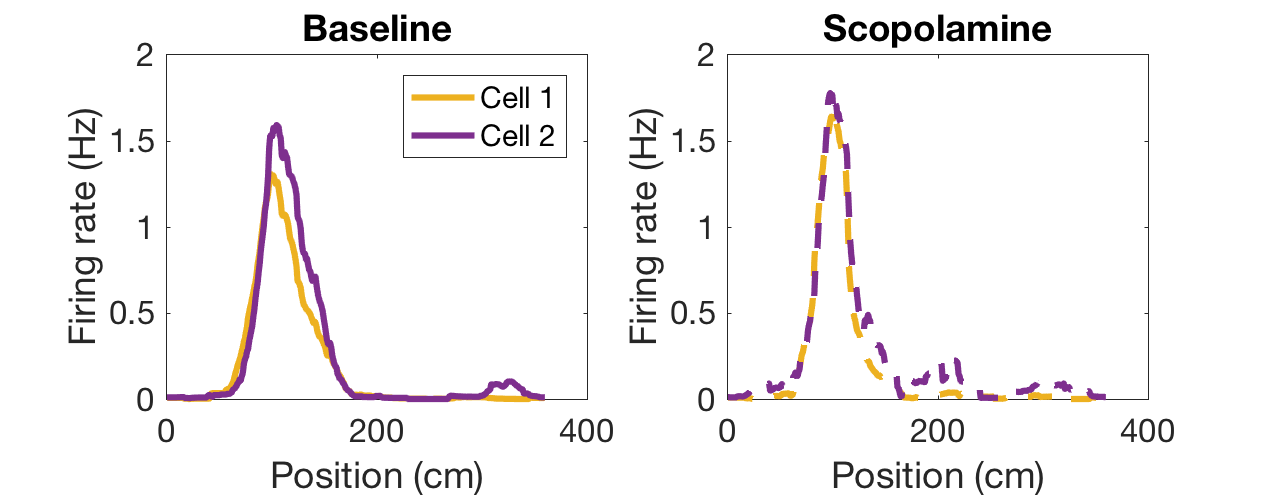 Baseline
2
1.5
1
0.5
0
0
200
400
Firing rate (Hz)
Position (cm)
Cell 1
Cell 2
Scopolamine
2
1.5
1
0.5
0
0
200
400
Firing rate (Hz)
Position (cm)